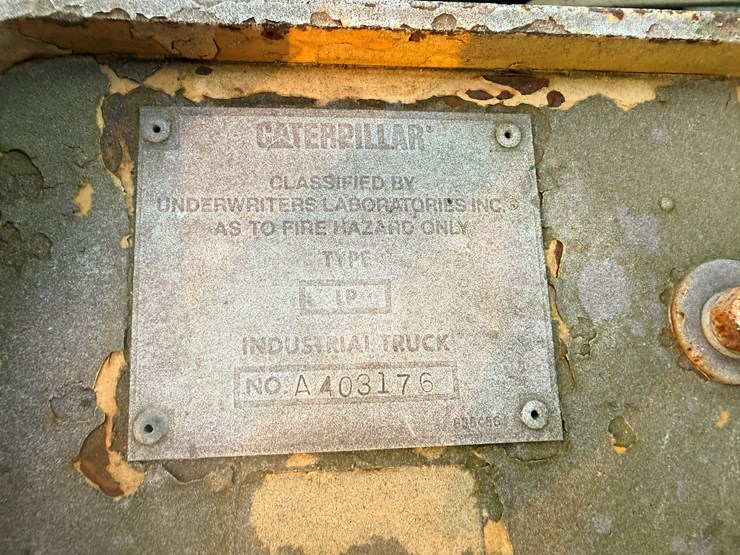 CATERPILLAR®
CLASSIFIED BY
UNDERWRITERS LABORATORIES INC.®
AS TO FIRE HAZARD ONLY
TYPE
LP
INDUSTRIAL TRUCK
NO. A403176